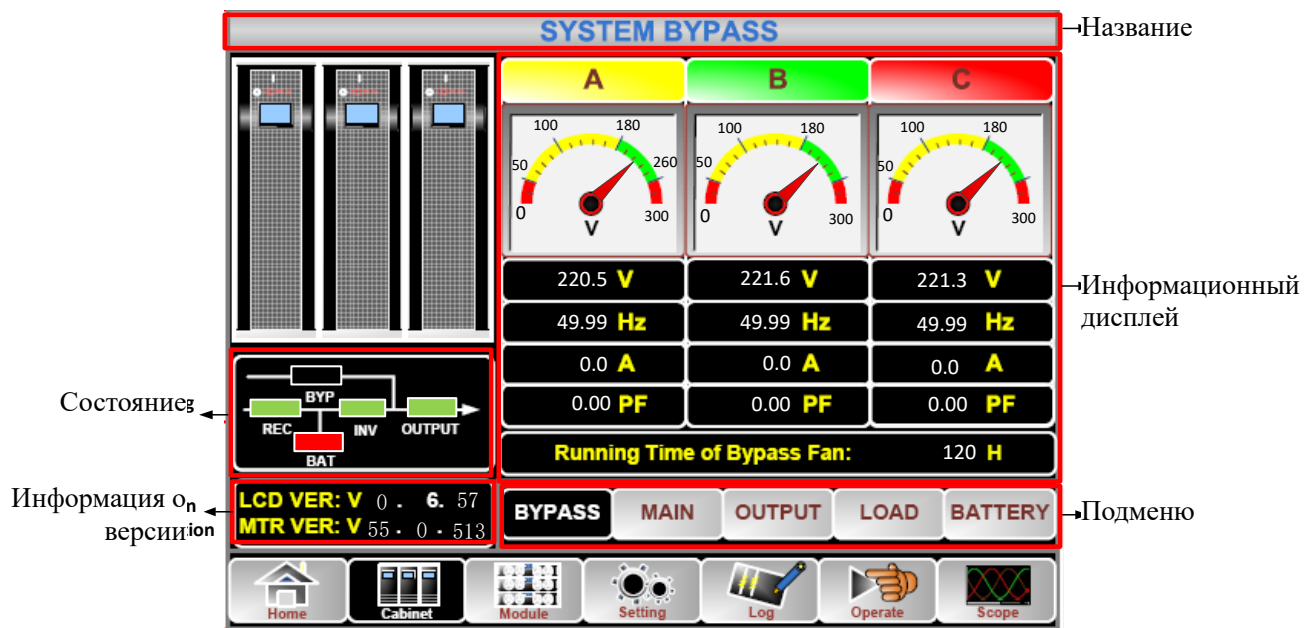 SYSTEM BYPASS
Название
A B C
100 180 50 260 0 300 V
100 180 50 0 300 V
100 180 50 0 300 V
220.5 V 221.6 V 221.3 V
49.99 Hz 49.99 Hz 49.99 Hz
0.0 A 0.0 A 0.0 A
0.00 PF 0.00 PF 0.00 PF
Running Time of Bypass Fan: 120 H
Информационный
дисплей
Состояние
BYP
REC INV OUTPUT
BAT
Информация о
версии
LCD VER: V 0 . 6. 57
MTR VER: V 55. 0 . 513
BYPASS MAIN OUTPUT LOAD BATTERY
Подменю
Home Cabinet Module Setting Log Operate Scope